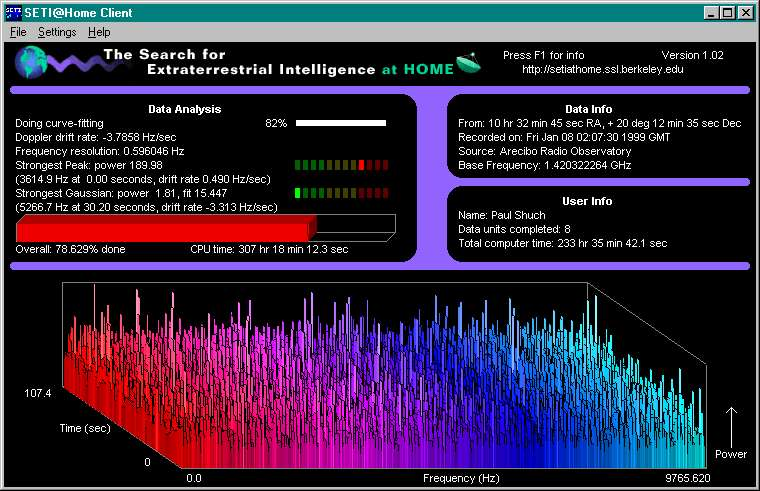 SETI@Home Client
File Settings Help
The Search for
Extraterrestrial Intelligence at HOME
Press F1 for info Version 1.02
http://setiathome.ssl.berkeley.edu
Data Analysis
Doing curve-fitting 82%
Doppler drift rate: -3.7858 Hz/sec
Frequency resolution: 0.596046 Hz
Strongest Peak: power 189.98
(3614.9 Hz at 0.00 seconds, drift rate 0.490 Hz/sec)
Strongest Gaussian: power 1.81, fit 15.447
(5266.7 Hz at 30.20 seconds, drift rate -3.313 Hz/sec)
Overall: 78.629% done CPU time: 307 hr 18 min 12.3 sec
Data Info
From: 10 hr 32 min 45 sec RA, + 20 deg 12 min 35 sec Dec
Recorded on: Fri Jan 08 02:07:30 1999 GMT
Source: Arecibo Radio Observatory
Base Frequency: 1.420322264 GHz
User Info
Name: Paul Shuch
Data units completed: 8
Total computer time: 233 hr 35 min 42.1 sec
107.4
Time (sec)
0
0.0
Frequency (Hz)
9765.620
Power